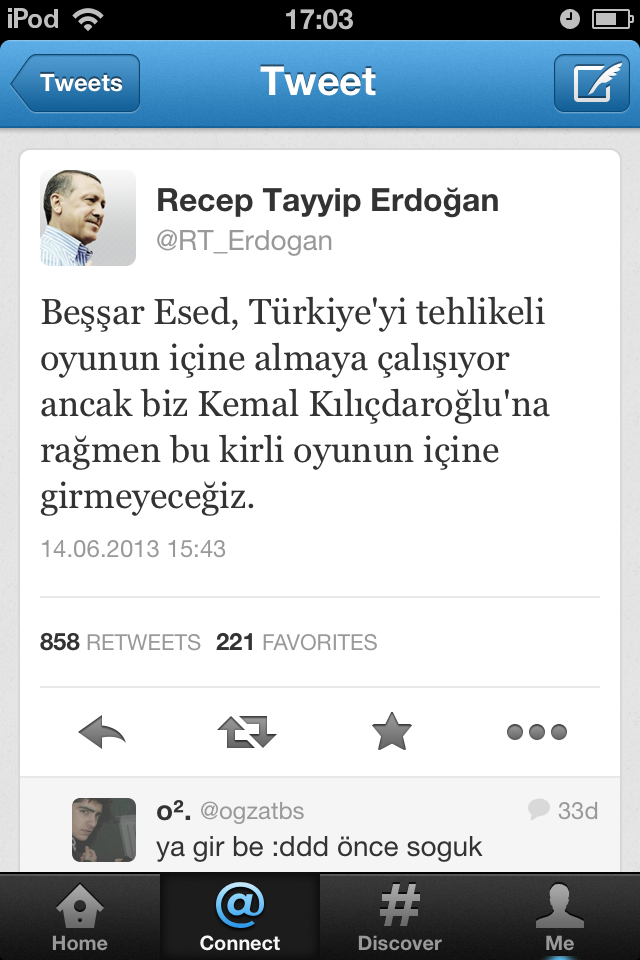 iPod 17:03
Tweets Tweet
Recep Tayyip Erdoğan
@RT_Erdogan
Beşşar Esed, Türkiye'yi tehlikeli
oyunun içine almaya çalışıyor
ancak biz Kemal Kılıçdaroğlu'na
rağmen bu kirli oyunun içine
girmeyeceğiz.
14.06.2013 15:43
858 RETWEETS 221 FAVORITES
o². @ogzatbs 33d
ya gir be :ddd önce soguk
Home Connect Discover Me